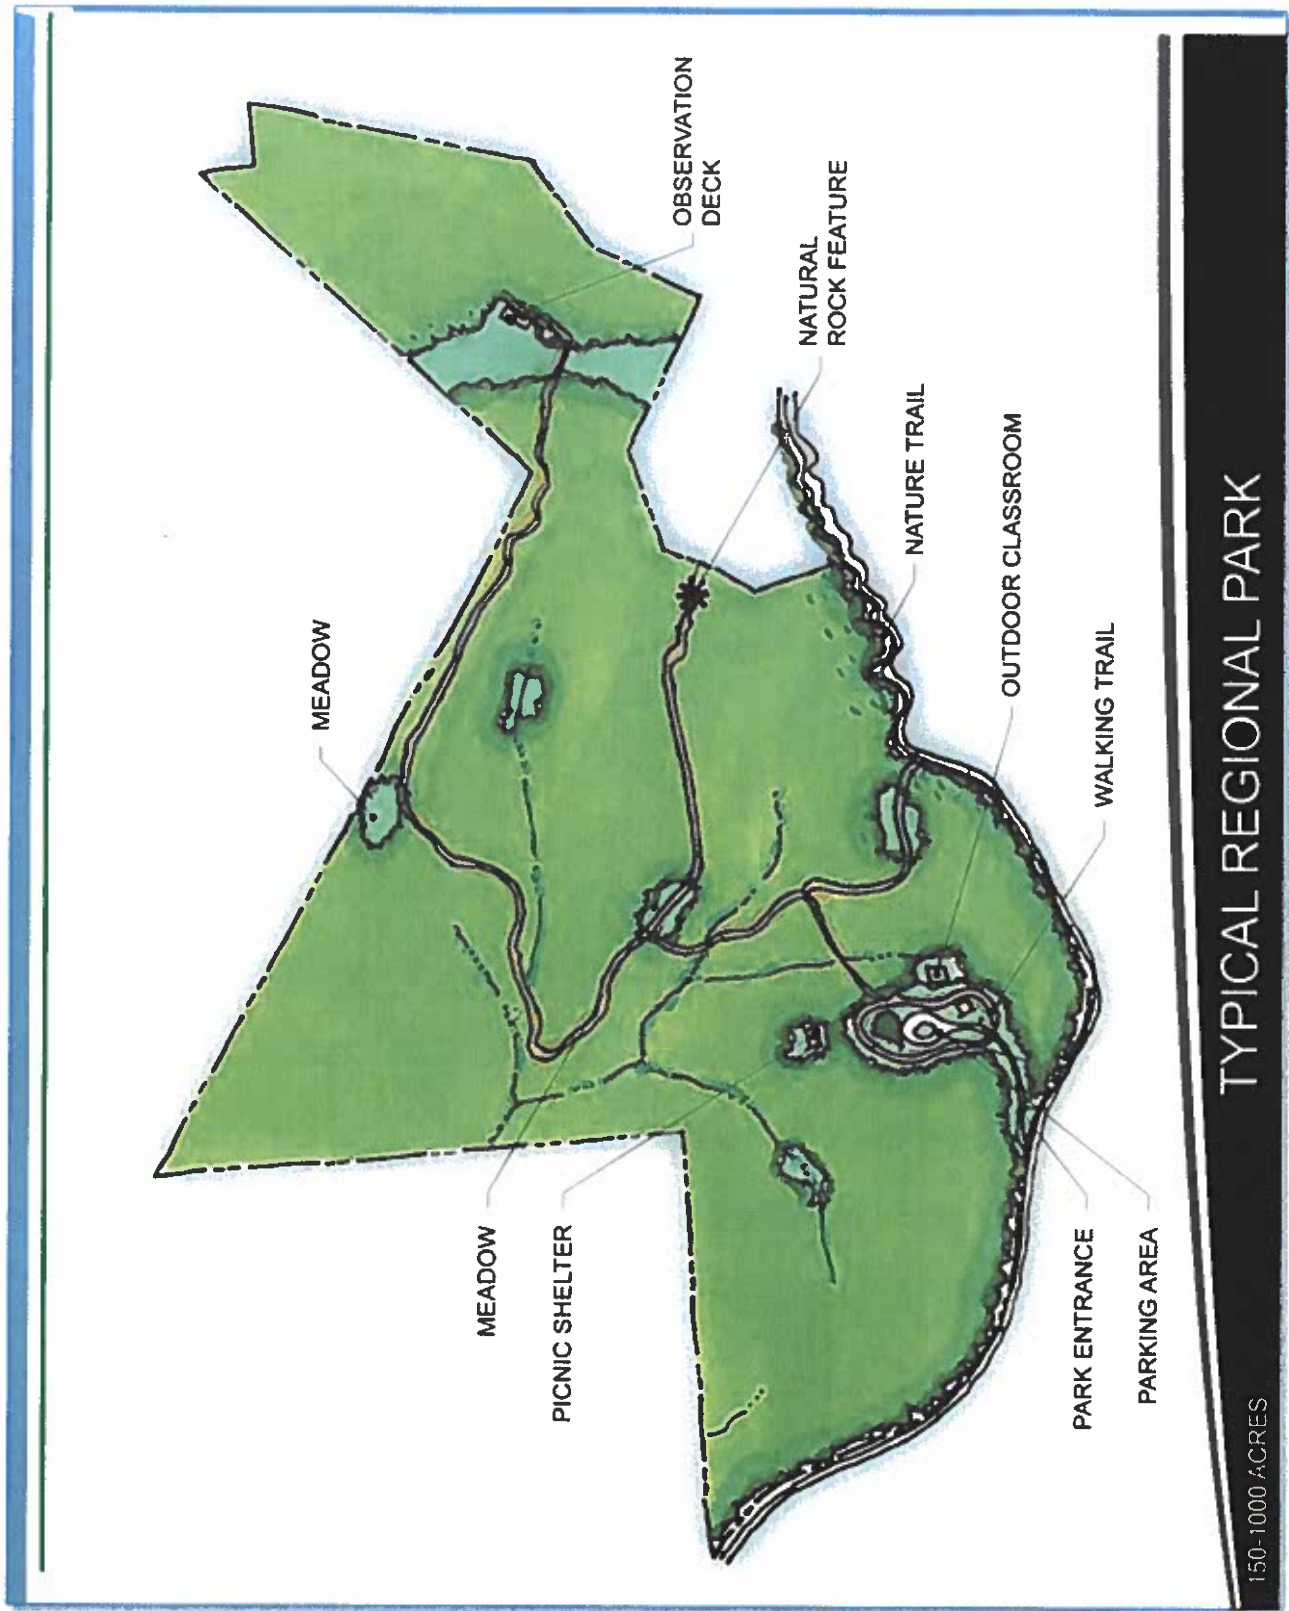 MEADOW
OBSERVATION
DECK
NATURAL
ROCK FEATURE
NATURE TRAIL
OUTDOOR CLASSROOM
WALKING TRAIL
MEADOW
PICNIC SHELTER
PARK ENTRANCE
PARKING AREA
150-1000 ACRES
TYPICAL REGIONAL PARK